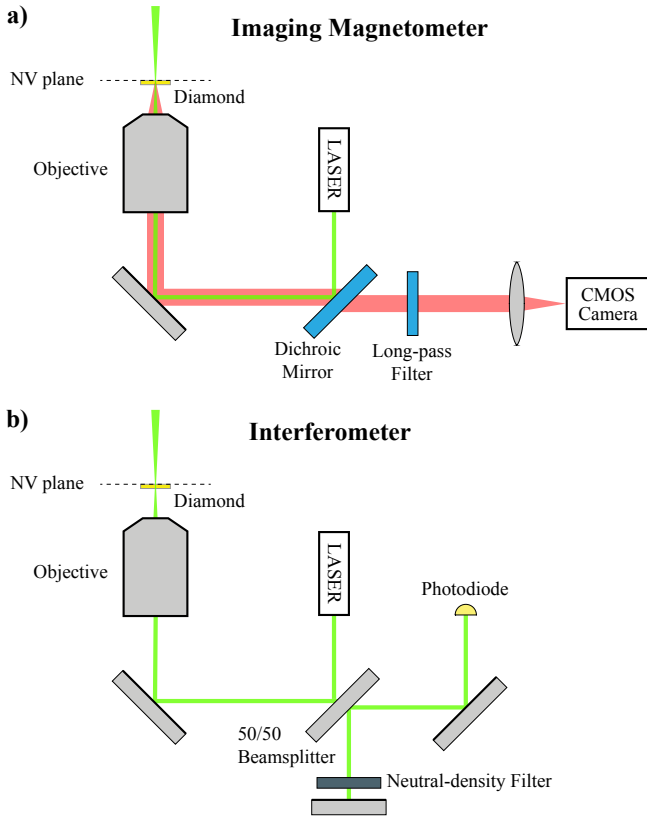 a)
Imaging Magnetometer
NV plane
Diamond
Objective
LASER
Dichroic
Mirror
Long-pass
Filter
CMOS
Camera
b)
Interferometer
NV plane
Diamond
Objective
LASER
Photodiode
50/50
Beamsplitter
Neutral-density Filter